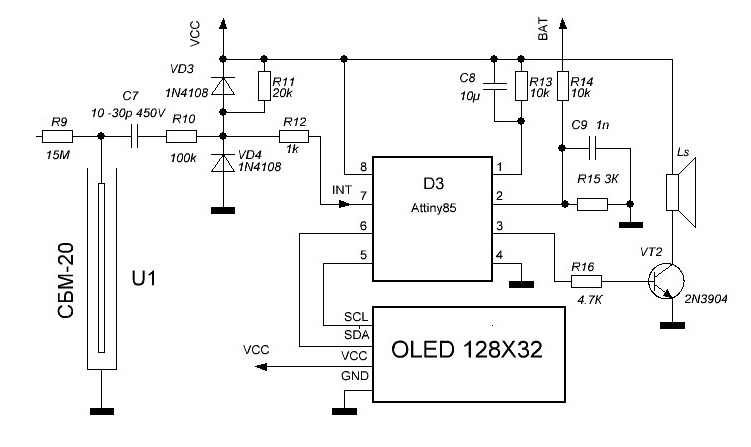 VCC
BAT
VD3
1N4108
R11
20k
C8
10µ
R13
10k
R14
10k
C7
10 -30p 450V
R9
15M
R10
100k
VD4
1N4108
R12
1k
C9 1n
R15 3K
Ls
INT
D3
Attiny85
8
7
6
5
1
2
3
4
СБМ-20
U1
R16
4.7K
VT2
2N3904
SCL
SDA
VCC
GND
VCC
OLED 128X32